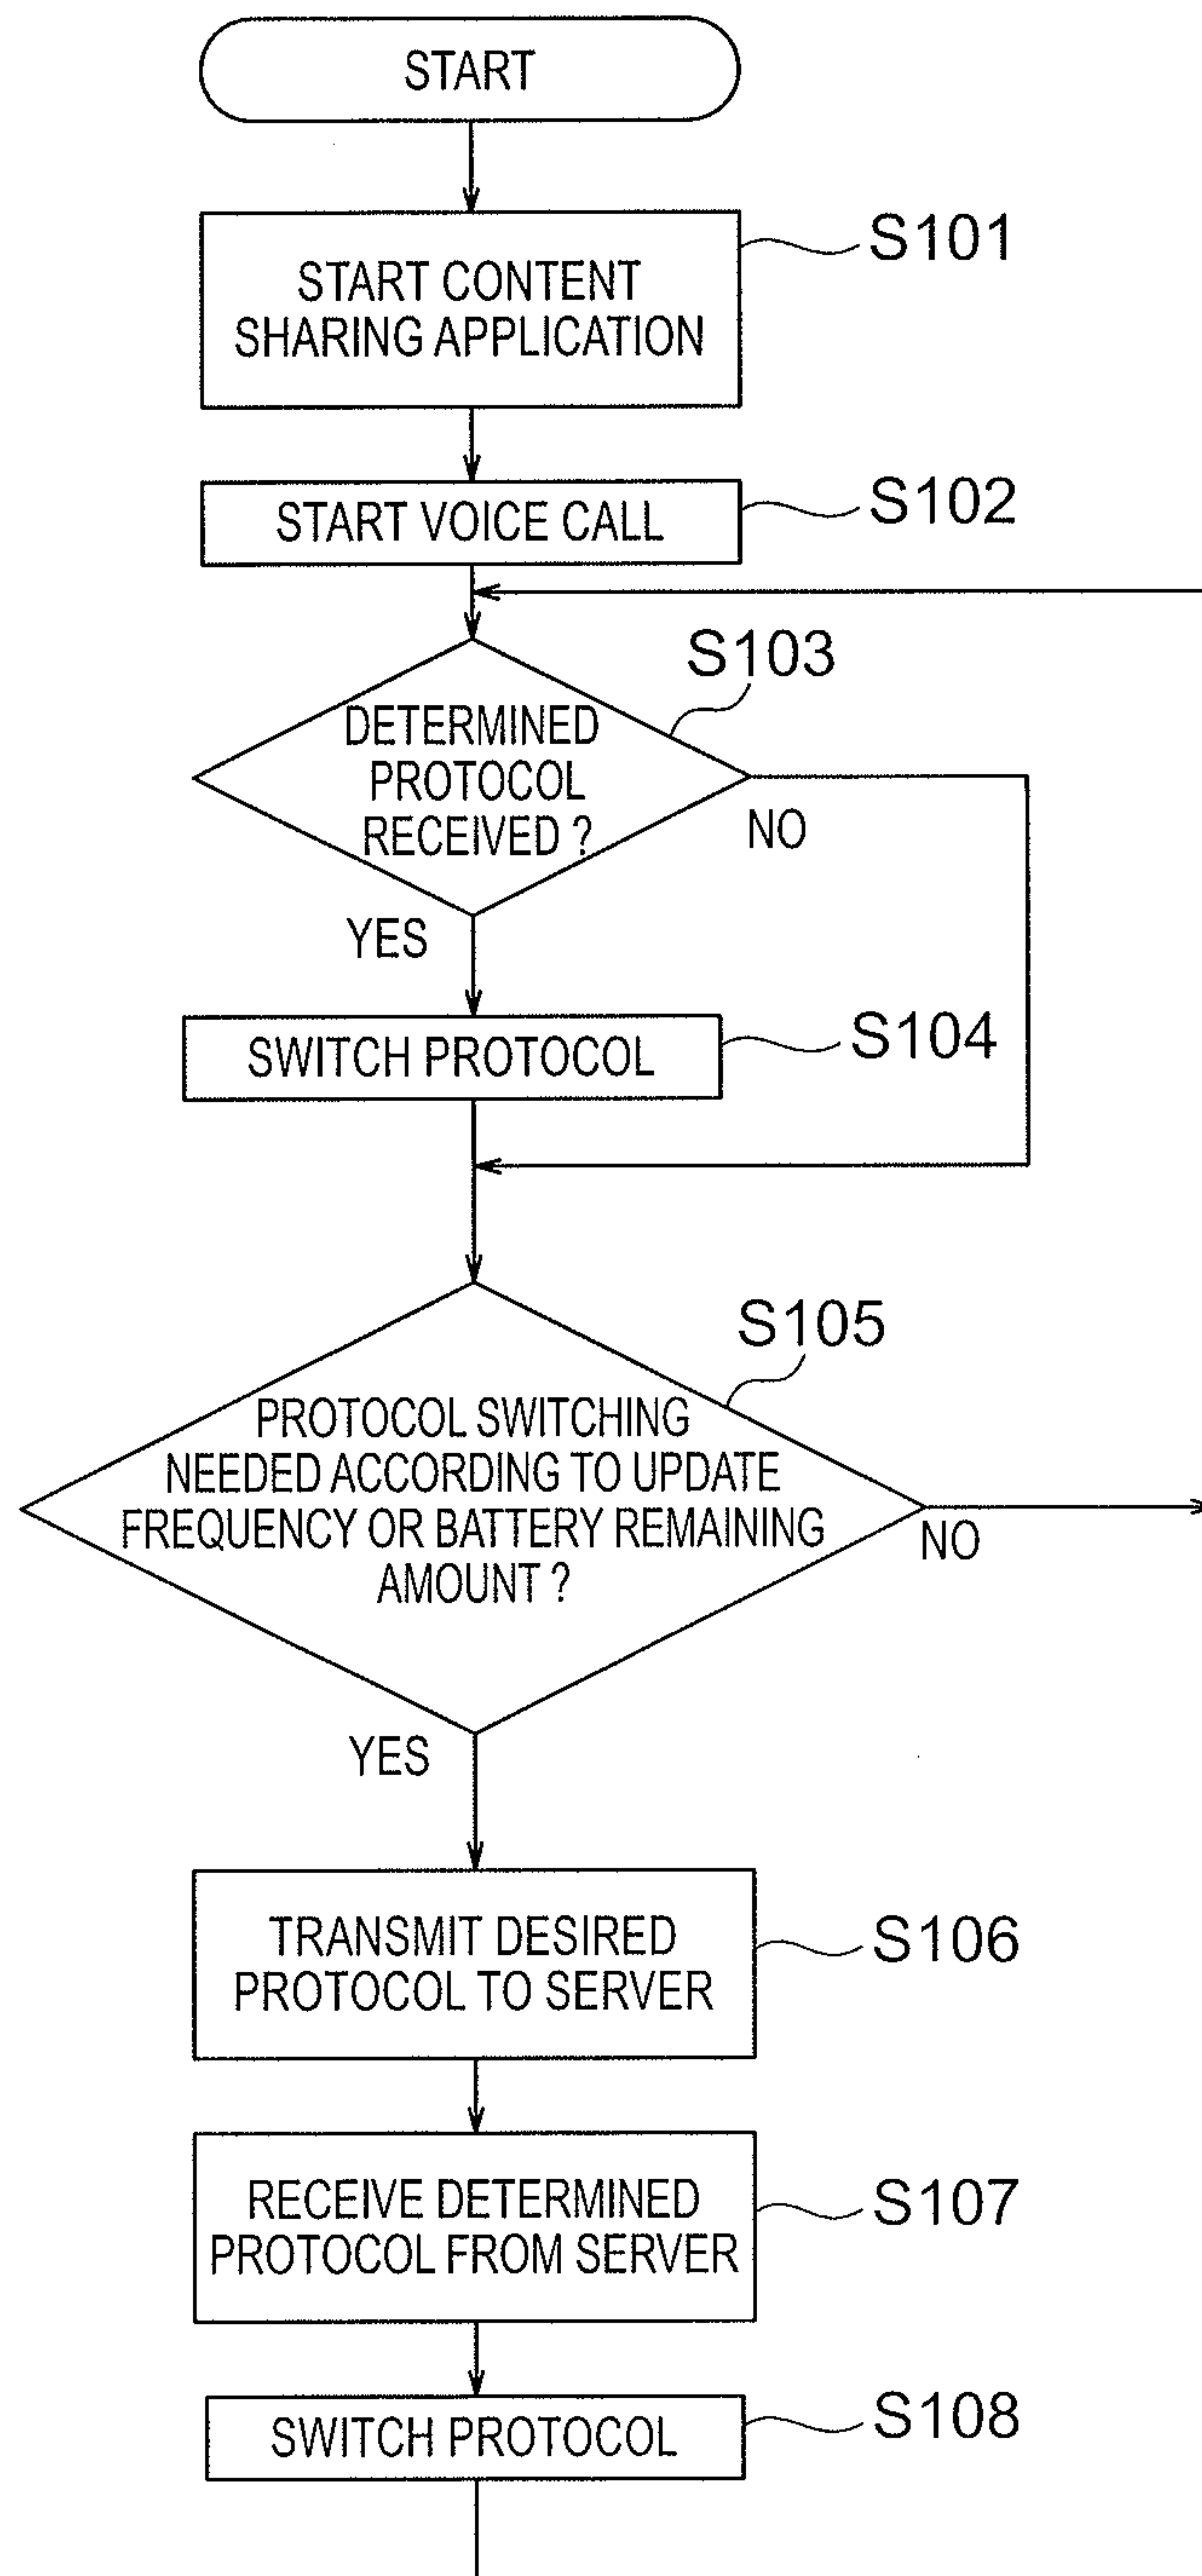 START
START CONTENT
SHARING APPLICATION
S101
START VOICE CALL
S102
S103
DETERMINED
PROTOCOL
RECEIVED ?
NO
YES
SWITCH PROTOCOL
S104
S105
PROTOCOL SWITCHING
NEEDED ACCORDING TO UPDATE
FREQUENCY OR BATTERY REMAINING
AMOUNT ?
NO
YES
TRANSMIT DESIRED
PROTOCOL TO SERVER
S106
RECEIVE DETERMINED
PROTOCOL FROM SERVER
S107
SWITCH PROTOCOL
S108